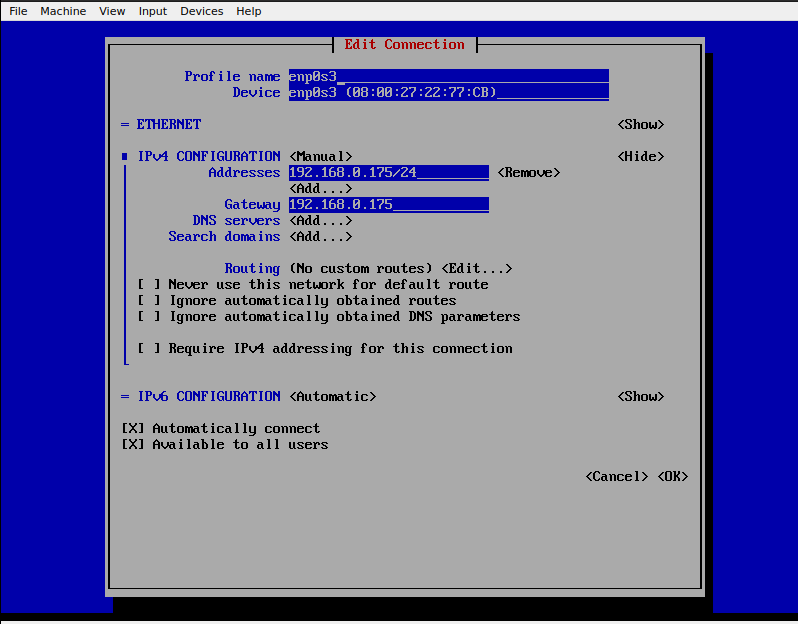 File Machine View Input Devices Help
Edit Connection
Profile name enp0s3
Device enp0s3 (08:00:27:22:77:CB)
= ETHERNET <Show>
IPv4 CONFIGURATION <Manual> <Hide>
Addresses 192.168.0.175/24 <Remove>
<Add...>
Gateway 192.168.0.175
DNS servers <Add...>
Search domains <Add...>
Routing (No custom routes) <Edit...>
[ ] Never use this network for default route
[ ] Ignore automatically obtained routes
[ ] Ignore automatically obtained DNS parameters
[ ] Require IPv4 addressing for this connection
= IPv6 CONFIGURATION <Automatic> <Show>
[X] Automatically connect
[X] Available to all users
<Cancel> <OK>